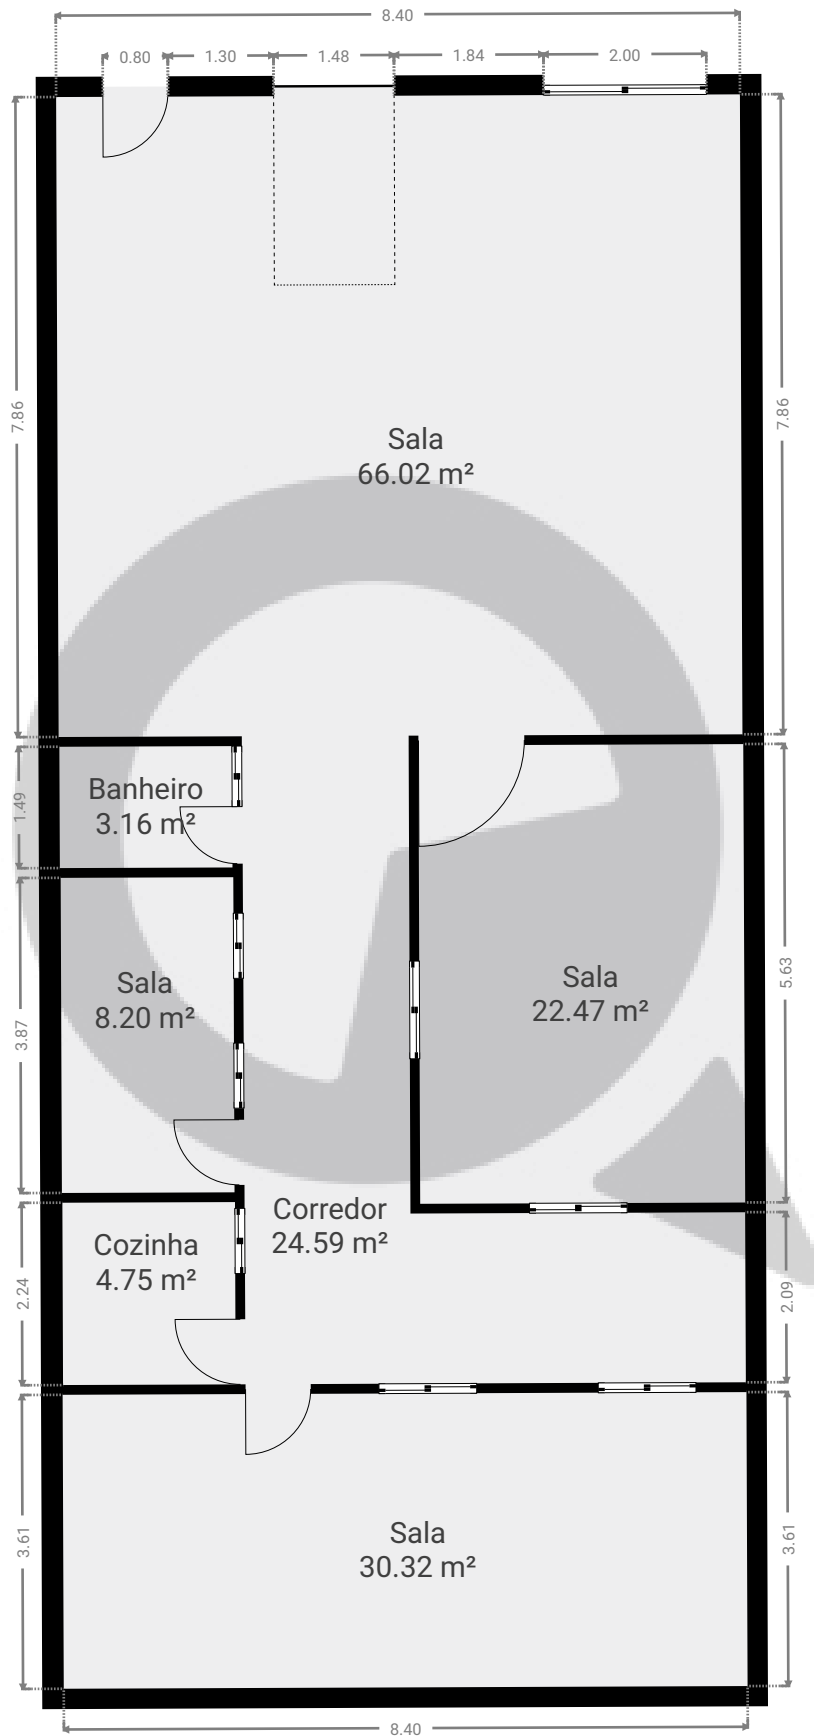 8.40
0.80
1.30
1.48
1.84
2.00
7.86
7.86
Sala
66.02 m²
Banheiro
3.16 m²
1.49
Sala
8.20 m²
3.87
Sala
22.47 m²
5.63
Corredor
24.59 m²
Cozinha
4.75 m²
2.24
2.09
Sala
30.32 m²
3.61
3.61
8.40